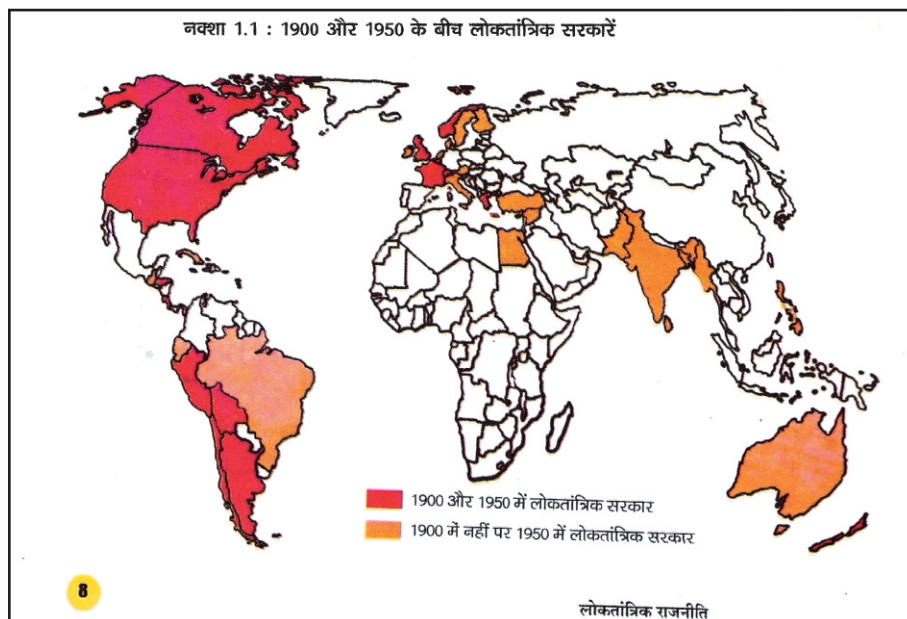 नक्शा 1.1 : 1900 और 1950 के बीच लोकतांत्रिक सरकारें
1900 और 1950 में लोकतांत्रिक सरकार
1900 में नहीं पर 1950 में लोकतांत्रिक सरकार
8
लोकतांत्रिक राजनीति